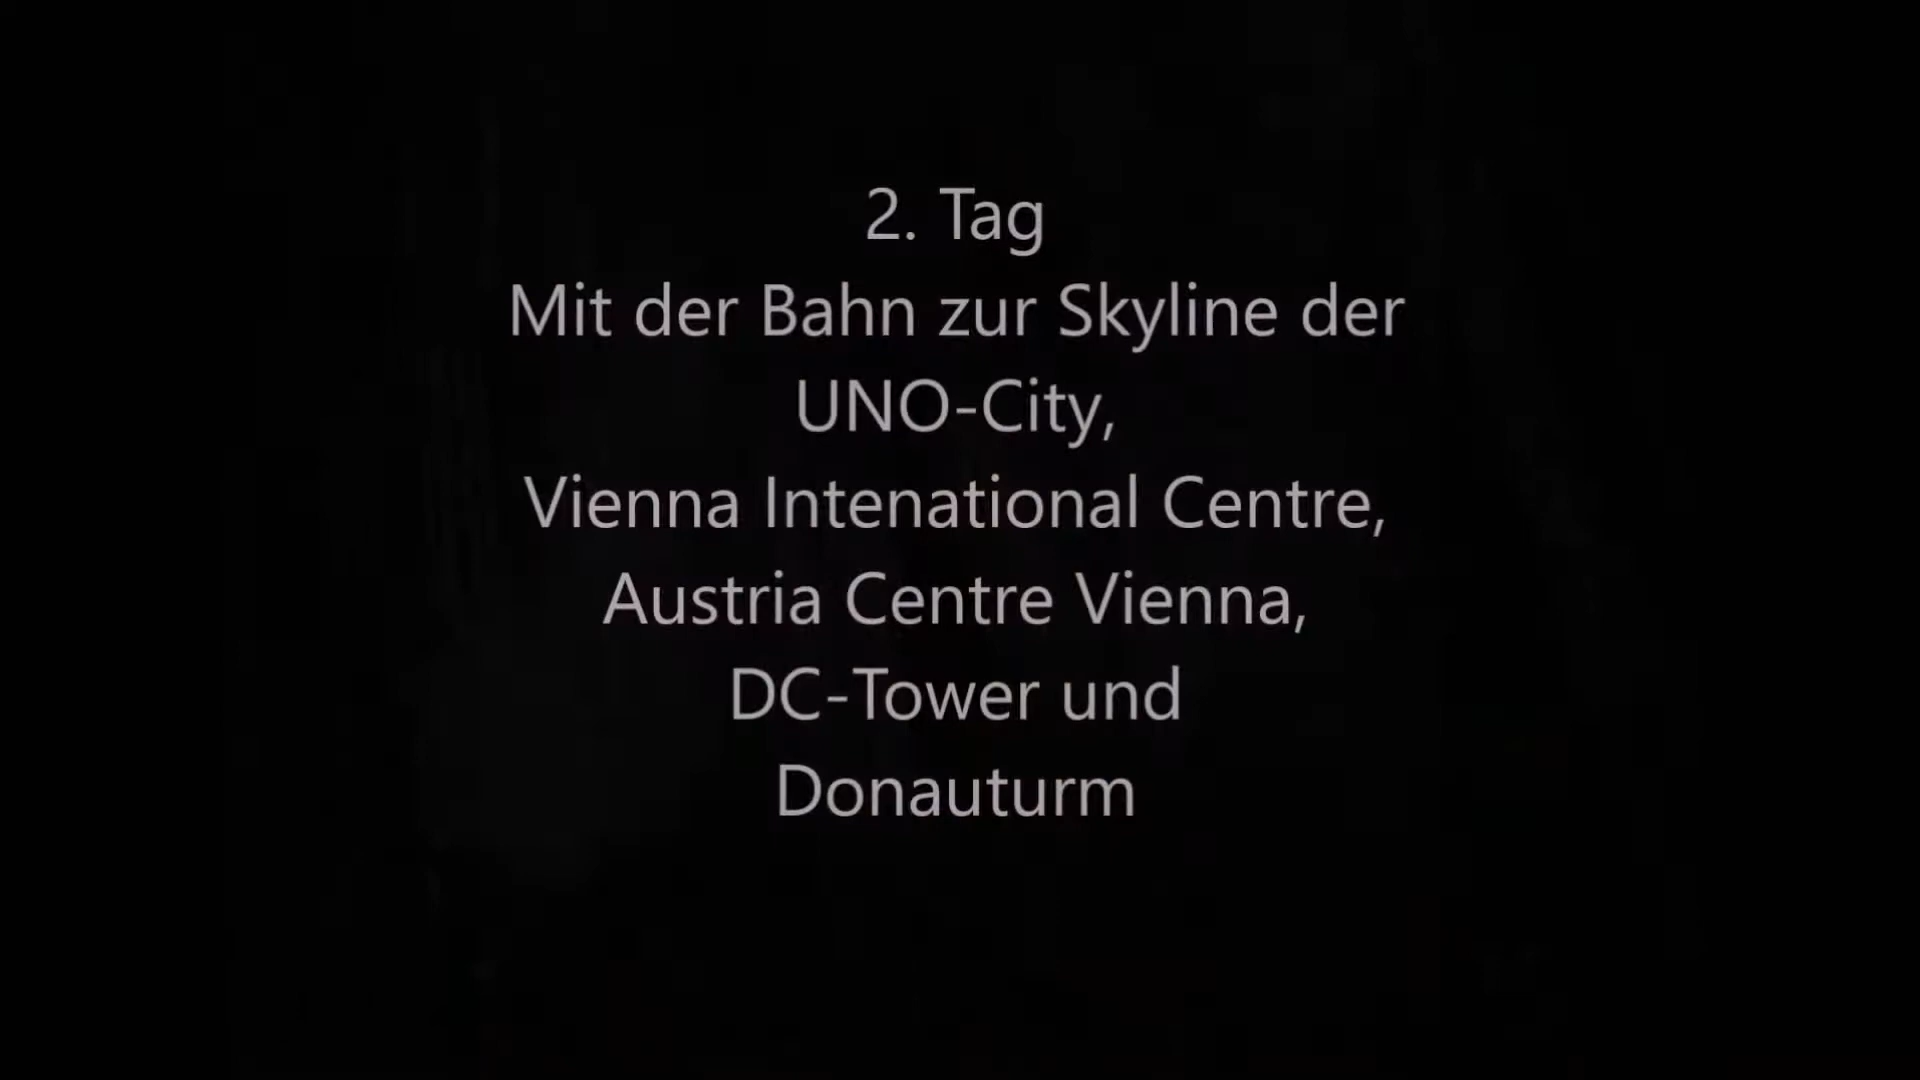 2. Tag
Mit der Bahn zur Skyline der
UNO-City,
Vienna Intenational Centre,
Austria Centre Vienna,
DC-Tower und
Donauturm